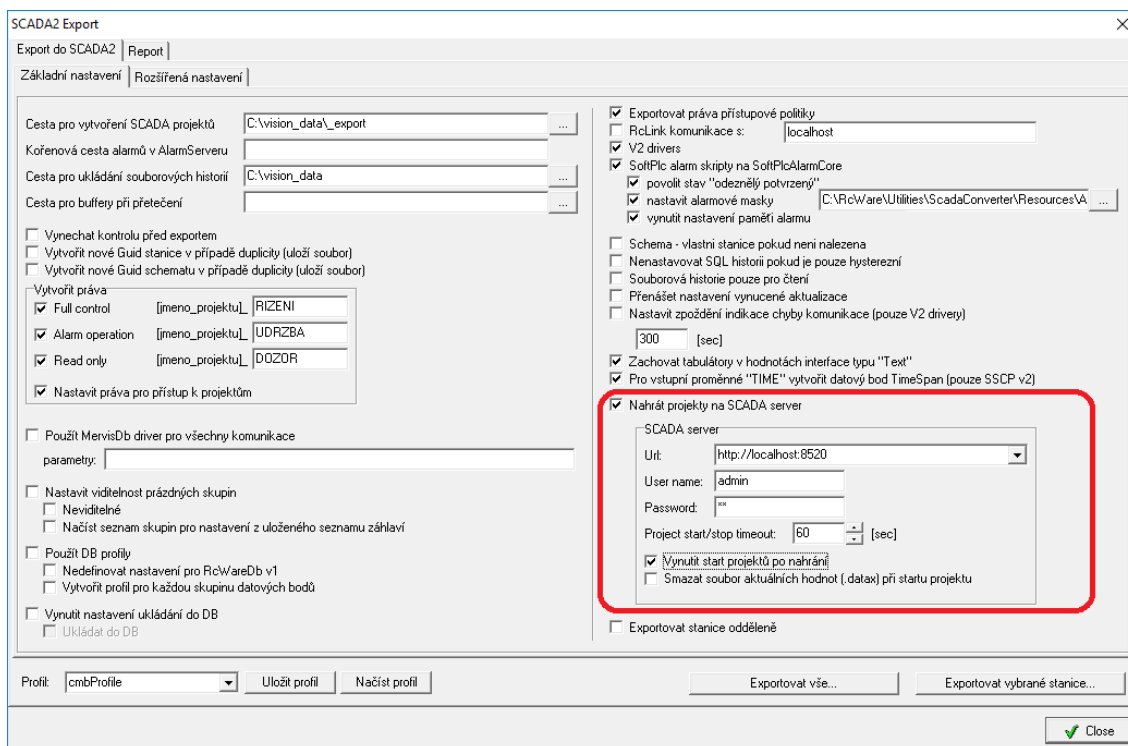 SCADA2 Export
Export do SCADA2
Report
Základní nastavení
Rozšířená nastavení
Cesta pro vytvoření SCADA projektů
C:\vision_data\_export
...
Kořenová cesta alarmů v AlarmServeru
Cesta pro ukládání souborových historií
C:\vision_data
...
Cesta pro buffery při přetečení
...
Vynechat kontrolu před exportem
Vytvořit nové Guid stanice v případě duplicity (uloží soubor)
Vytvořit nové Guid schematu v případě duplicity (uloží soubor)
Vytvořit práva
Full control [jmeno_projektu]_ RIZENI
Alarm operation [jmeno_projektu]_ UDRZBA
Read only [jmeno_projektu]_ DOZOR
Nastavit práva pro přístup k projektům
Použít MervisDb driver pro všechny komunikace
parametry:
Nastavit viditelnost prázdných skupin
Neviditelné
Načíst seznam skupin pro nastavení z uloženého seznamu záhlaví
Použít DB profily
Nedefinovat nastavení pro RcWareDb v1
Vytvořit profil pro každou skupinu datových bodů
Vynutit nastavení ukládání do DB
Ukládat do DB
Exportovat práva přístupové politiky
RcLink komunikace s: localhost
V2 drivers
SoftPlc alarm skripty na SoftPlcAlarmCore
povolit stav "odeznělý potvrzený"
nastavit alarmové masky C:\RcWare\Utilities\ScadaConverter\Resources\A ...
vynutit nastavení paměti alarmu
Schema - vlastni stanice pokud neni nalezena
Nenastavovat SQL historii pokud je pouze hysterezní
Souborová historie pouze pro čtení
Přenášet nastavení vynucené aktualizace
Nastavit zpoždění indikace chyby komunikace (pouze V2 drivery)
300 [sec]
Zachovat tabulátory v hodnotách interface typu "Text"
Pro vstupní proměnné "TIME" vytvořit datový bod TimeSpan (pouze SSCP v2)
Nahrát projekty na SCADA server
SCADA server
Url: http://localhost:8520
User name: admin
Password: **
Project start/stop timeout: 60 [sec]
Vynutit start projektů po nahrání
Smazat soubor aktuálních hodnot (.datax) při startu projektu
Exportovat stanice odděleně
Profil: cmbProfile
Uložit profil
Načíst profil
Exportovat vše...
Exportovat vybrané stanice...
Close